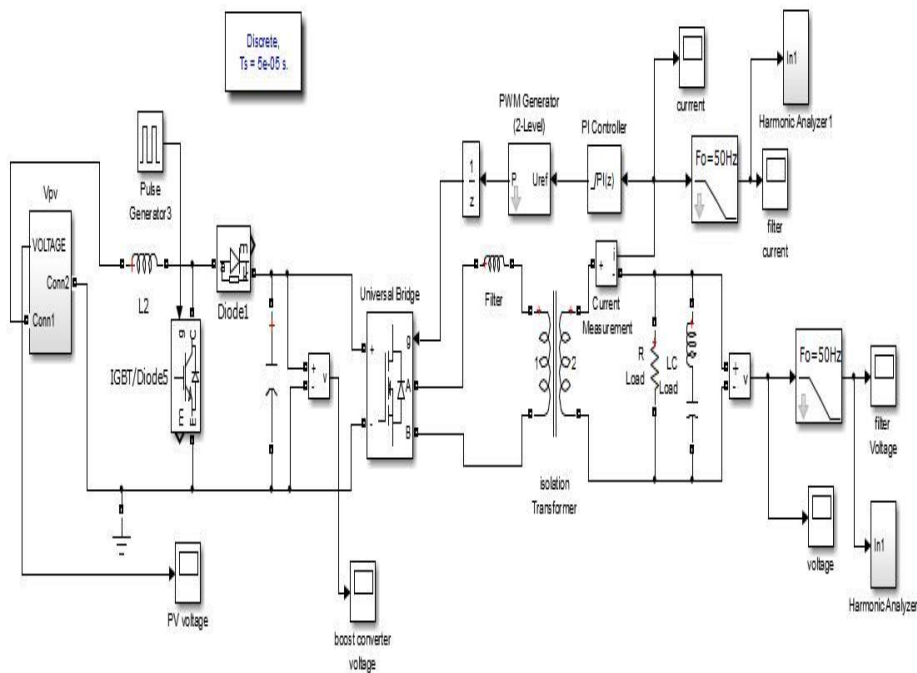 Discrete,
Ts = 5e-05 s.
currrent
In1
Harmonic Analyzer1
PWM Generator
(2-Level)
PI Controller
P
Uref
PI(z)
Fo=50Hz
1
z
filter
current
Pulse
Generator3
Vpv
VOLTAGE
Conn2
Conn1
L2
m
a
k
Diode1
g
C
IGBT/Diode5
m
E
+
-
v
Universal Bridge
+
-
g
A
B
Filter
+
-
i
Current
Measurement
1
2
isolation
Transformer
R
Load
LC
Load
+
-
v
Fo=50Hz
filter
Voltage
voltage
In1
Harmonic Analyzer
PV voltage
boost converter
voltage